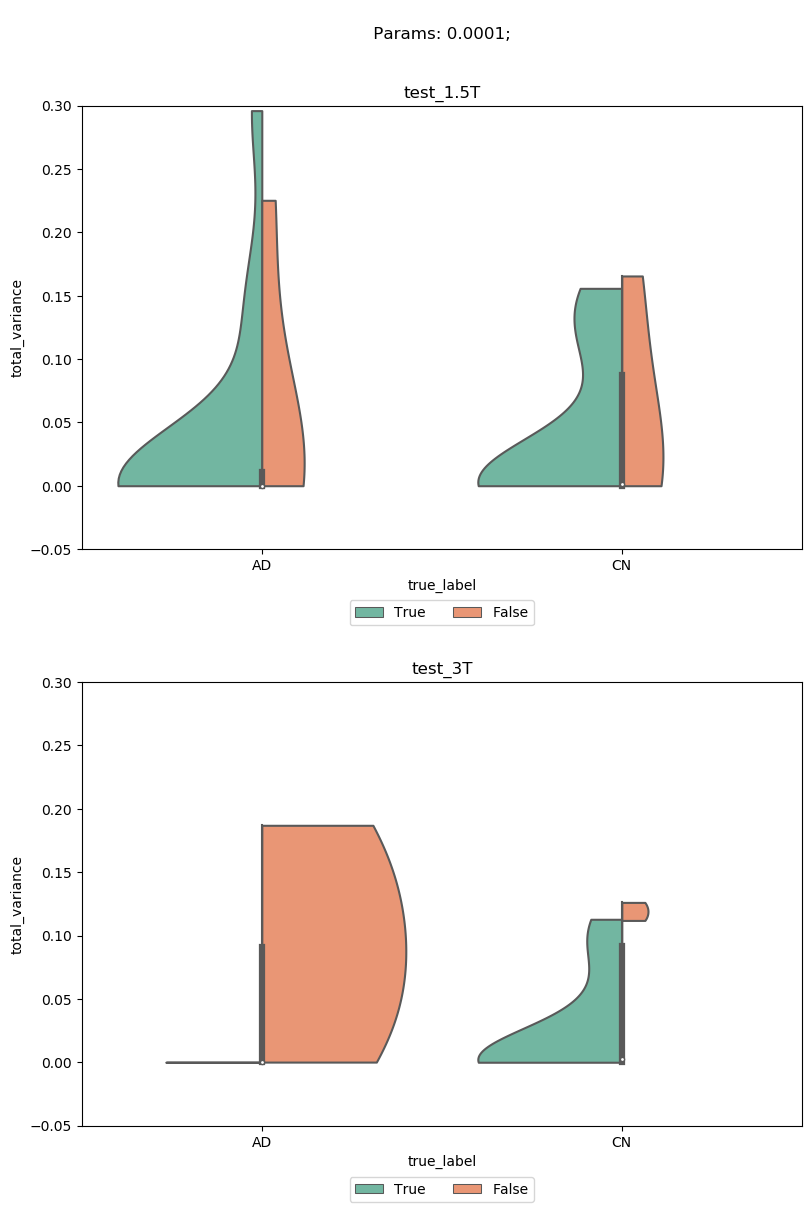 Params: 0.0001;
test_1.5T
0.30
0.25
0.20
0.15
0.10
0.05
0.00
−0.05
total_variance
AD CN
true_label
True False
test_3T
0.30
0.25
0.20
0.15
0.10
0.05
0.00
−0.05
total_variance
AD CN
true_label
True False